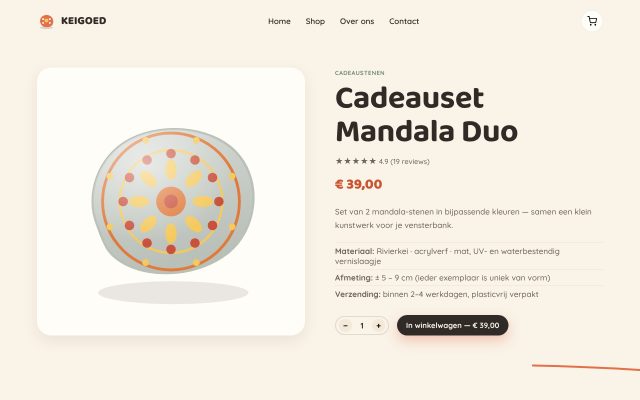 KEIGOED
Home Shop Over ons Contact
CADEAUSTENEN
Cadeauset
Mandala Duo
★★★★★ 4.9 (19 reviews)
€ 39,00
Set van 2 mandala-stenen in bijpassende kleuren — samen een klein
kunstwerk voor je vensterbank.
Materiaal: Rivierkei · acrylverf · mat, UV- en waterbestendig
vernislaagje
Afmeting: ± 5 – 9 cm (ieder exemplaar is uniek van vorm)
Verzending: binnen 2–4 werkdagen, plasticvrij verpakt
− 1 + In winkelwagen — € 39,00